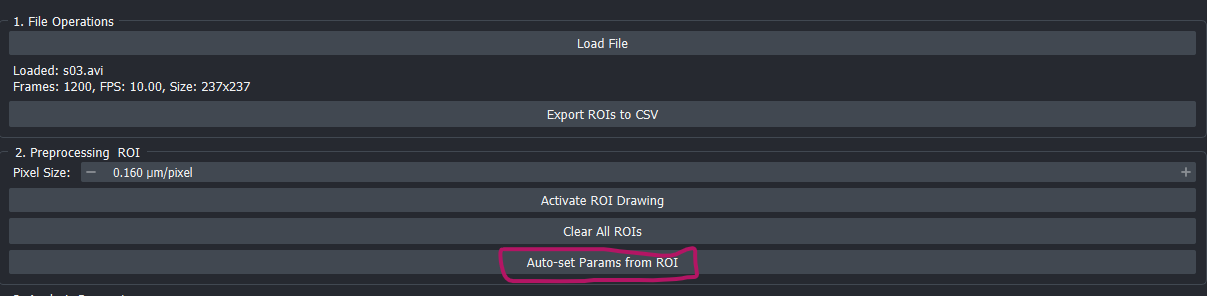 1. File Operations
Load File
Loaded: s03.avi
Frames: 1200, FPS: 10.00, Size: 237x237
Export ROIs to CSV
2. Preprocessing ROI
Pixel Size: 0.160 µm/pixel
Activate ROI Drawing
Clear All ROIs
Auto-set Params from ROI